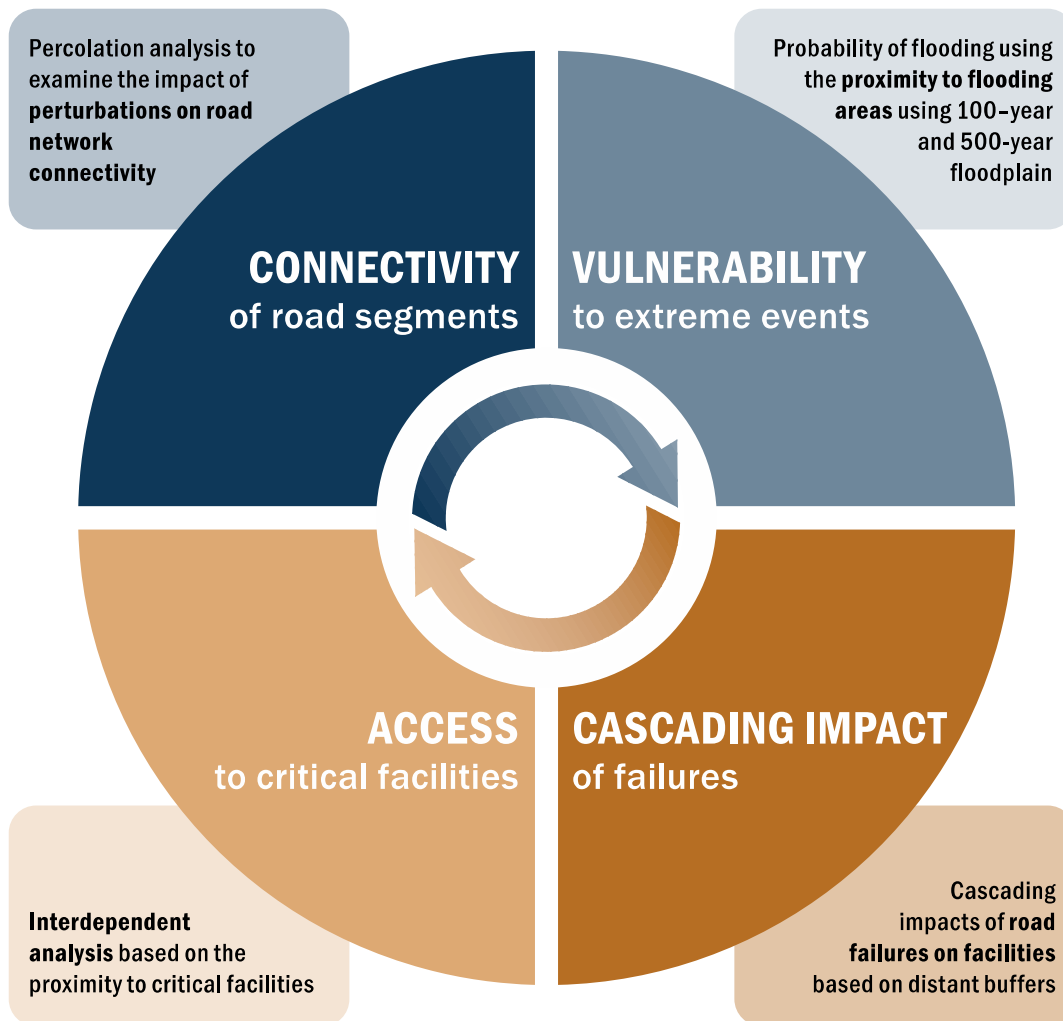 Percolation analysis to
examine the impact of
perturbations on road
network
connectivity
Probability of flooding using
the proximity to flooding
areas using 100–year
and 500-year
floodplain
CONNECTIVITY
of road segments
VULNERABILITY
to extreme events
ACCESS
to critical facilities
CASCADING IMPACT
of failures
Interdependent
analysis based on the
proximity to critical facilities
Cascading
impacts of road
failures on facilities
based on distant buffers